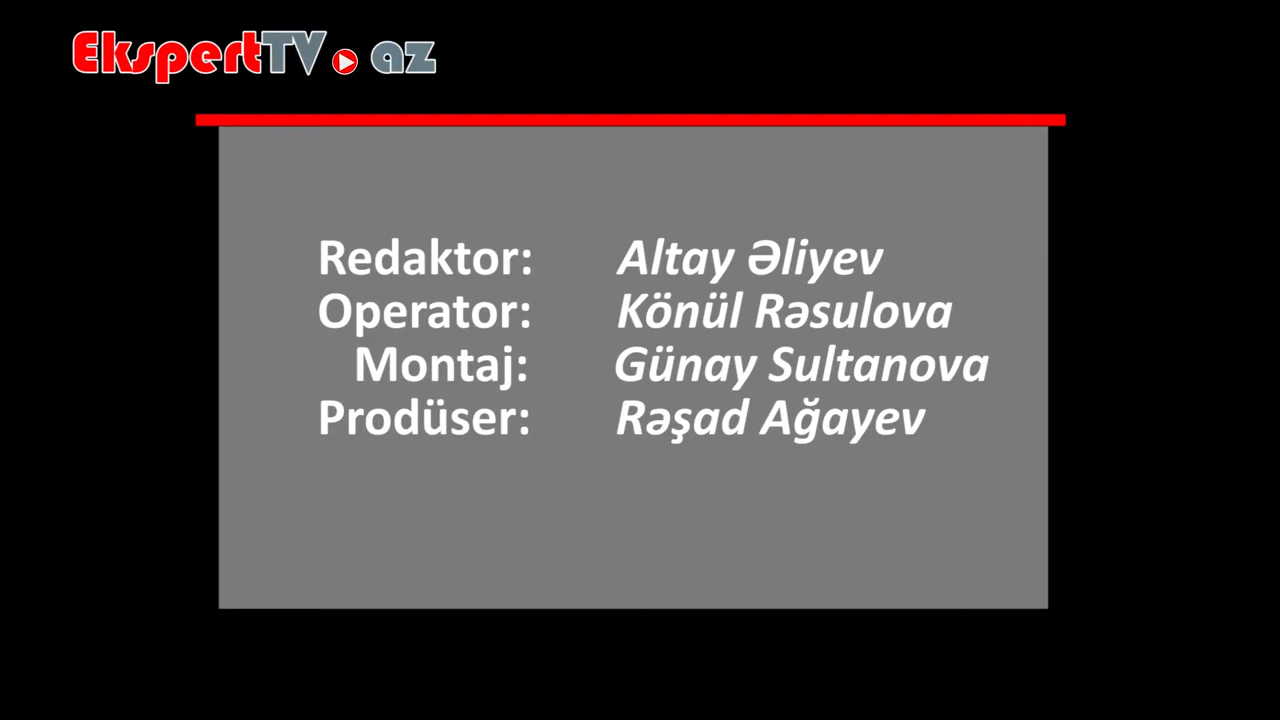 EkspertTV az
Redaktor: Altay Əliyev
Operator: Könül Rəsulova
Montaj: Günay Sultanova
Prodüser: Rəşad Ağayev